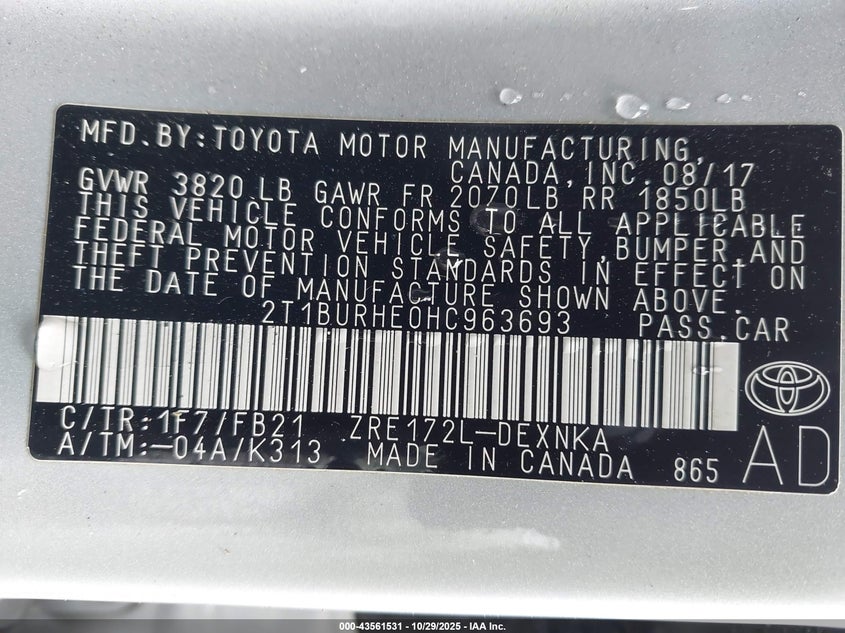 MFD.BY:TOYOTA MOTOR MANUFACTURING,
CANADA,INC.08/17
GVWR 3820 LB GAWR FR 2070LB RR 1850LB
THIS VEHICLE CONFORMS TO ALL APPLICABLE
FEDERAL MOTOR VEHICLE SAFETY,BUMPER,AND
THEFT PREVENTION STANDARDS IN EFFECT ON
THE DATE OF MANUFACTURE SHOWN ABOVE.
2T1BURHE0HC963693 PASS.CAR
C/TR:1F7/FB21 ZRE172L-DEXNKA
A/TM:-04A/K313 MADE IN CANADA 865
AD
000-43561531 - 10/29/2025 - IAA Inc.